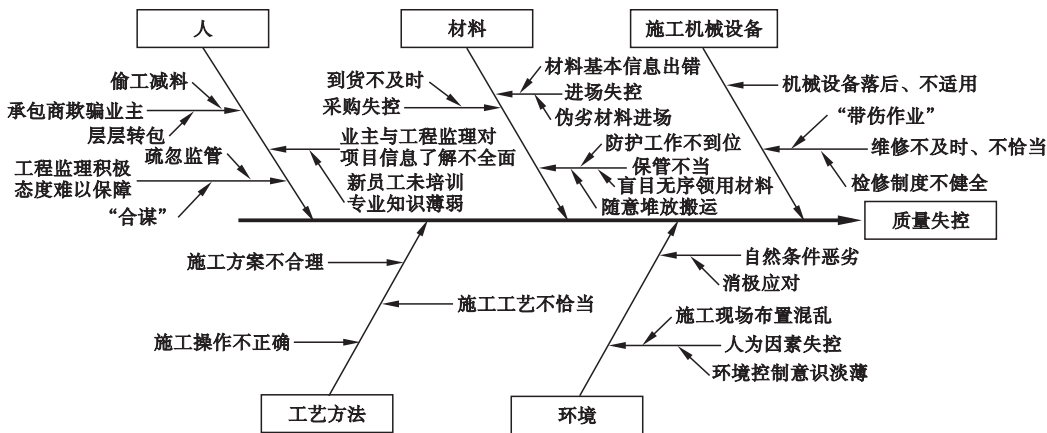 人
材料
施工机械设备
偷工减料
承包商欺骗业主
层层转包
疏忽监管
工程监理积极
态度难以保障
“合谋”
业主与工程监理对
项目信息了解不全面
新员工未培训
专业知识薄弱
到货不及时
采购失控
材料基本信息出错
进场失控
伪劣材料进场
防护工作不到位
保管不当
盲目无序领用材料
随意堆放搬运
机械设备落后、不适用
“带伤作业”
维修不及时、不恰当
检修制度不健全
质量失控
施工方案不合理
施工工艺不恰当
施工操作不正确
自然条件恶劣
消极应对
施工现场布置混乱
人为因素失控
环境控制意识淡薄
工艺方法
环境